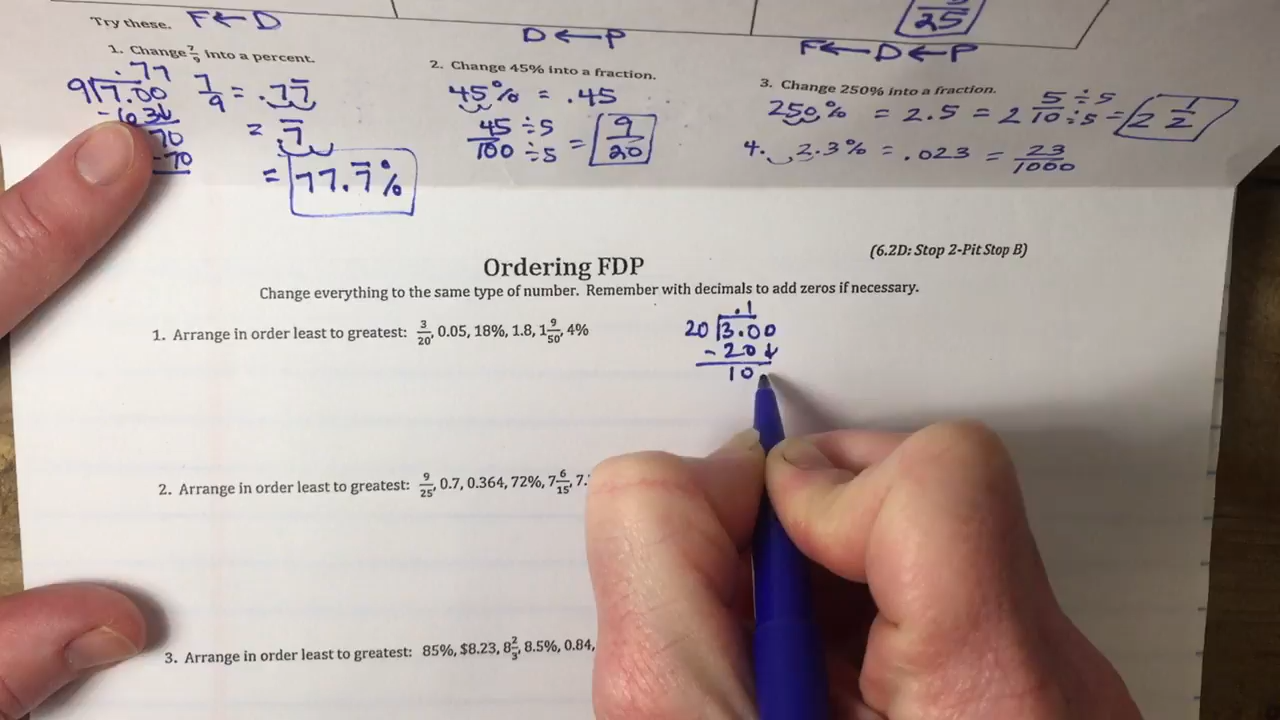 25
Try these. F←D
D←P
F←D←P
1. Change 7/9 into a percent.
.77
9 7.00
- 63↓
70
- 70
7/9 = .77
= .7
= 77.7%
2. Change 45% into a fraction.
45% = .45
45 ÷5
100 ÷5
= 9/20
3. Change 250% into a fraction.
250% = 2.5 = 2 5 ÷5 / 10 ÷5 = 2 1/2
4. 2.3% = .023 = 23/1000
(6.2D: Stop 2-Pit Stop B)
Ordering FDP
Change everything to the same type of number. Remember with decimals to add zeros if necessary.
1. Arrange in order least to greatest: 3/20, 0.05, 18%, 1.8, 1 9/50, 4%
.1
20 3.00
- 20↓
10
2. Arrange in order least to greatest: 9/25, 0.7, 0.364, 72%, 7 6/15, 7.
3. Arrange in order least to greatest: 85%, $8.23, 8 2/3, 8.5%, 0.84,